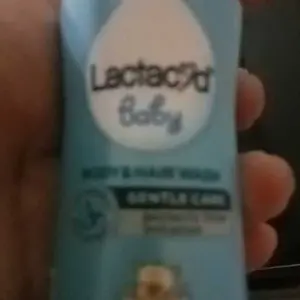 Lactacyd
Baby
BODY & HAIR WASH
GENTLE CARE